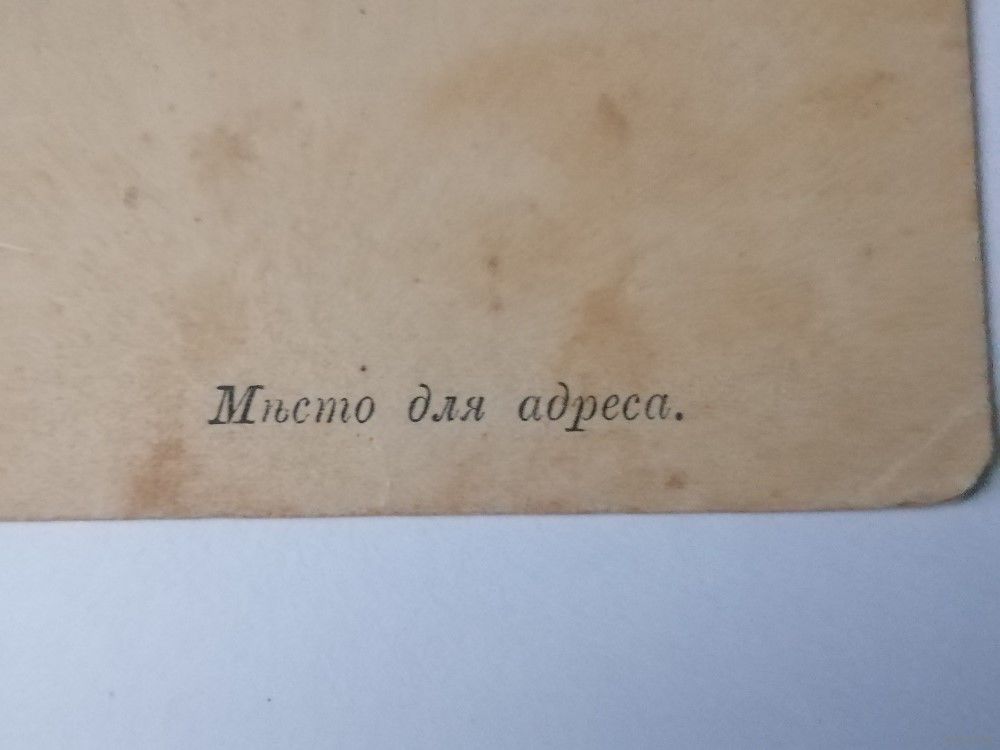 Мѣсто для адреса.